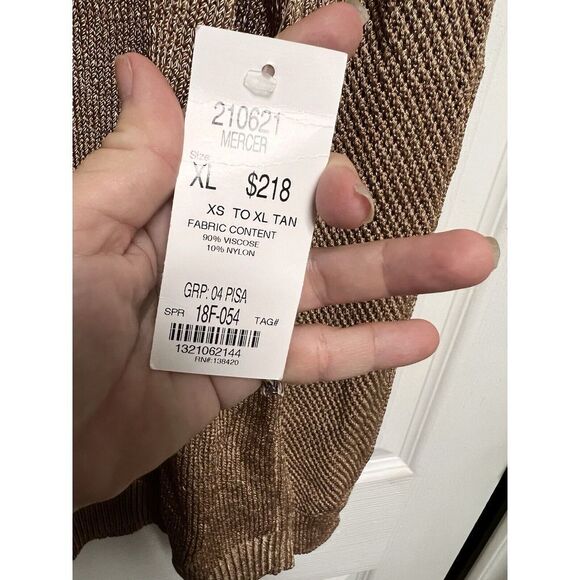 210621
MERCER
Size
XL $218
XS TO XL TAN
FABRIC CONTENT
90% VISCOSE
10% NYLON
GRP: 04 PISA
SPR 18F-054 TAG#
1321062144
RN#:138420